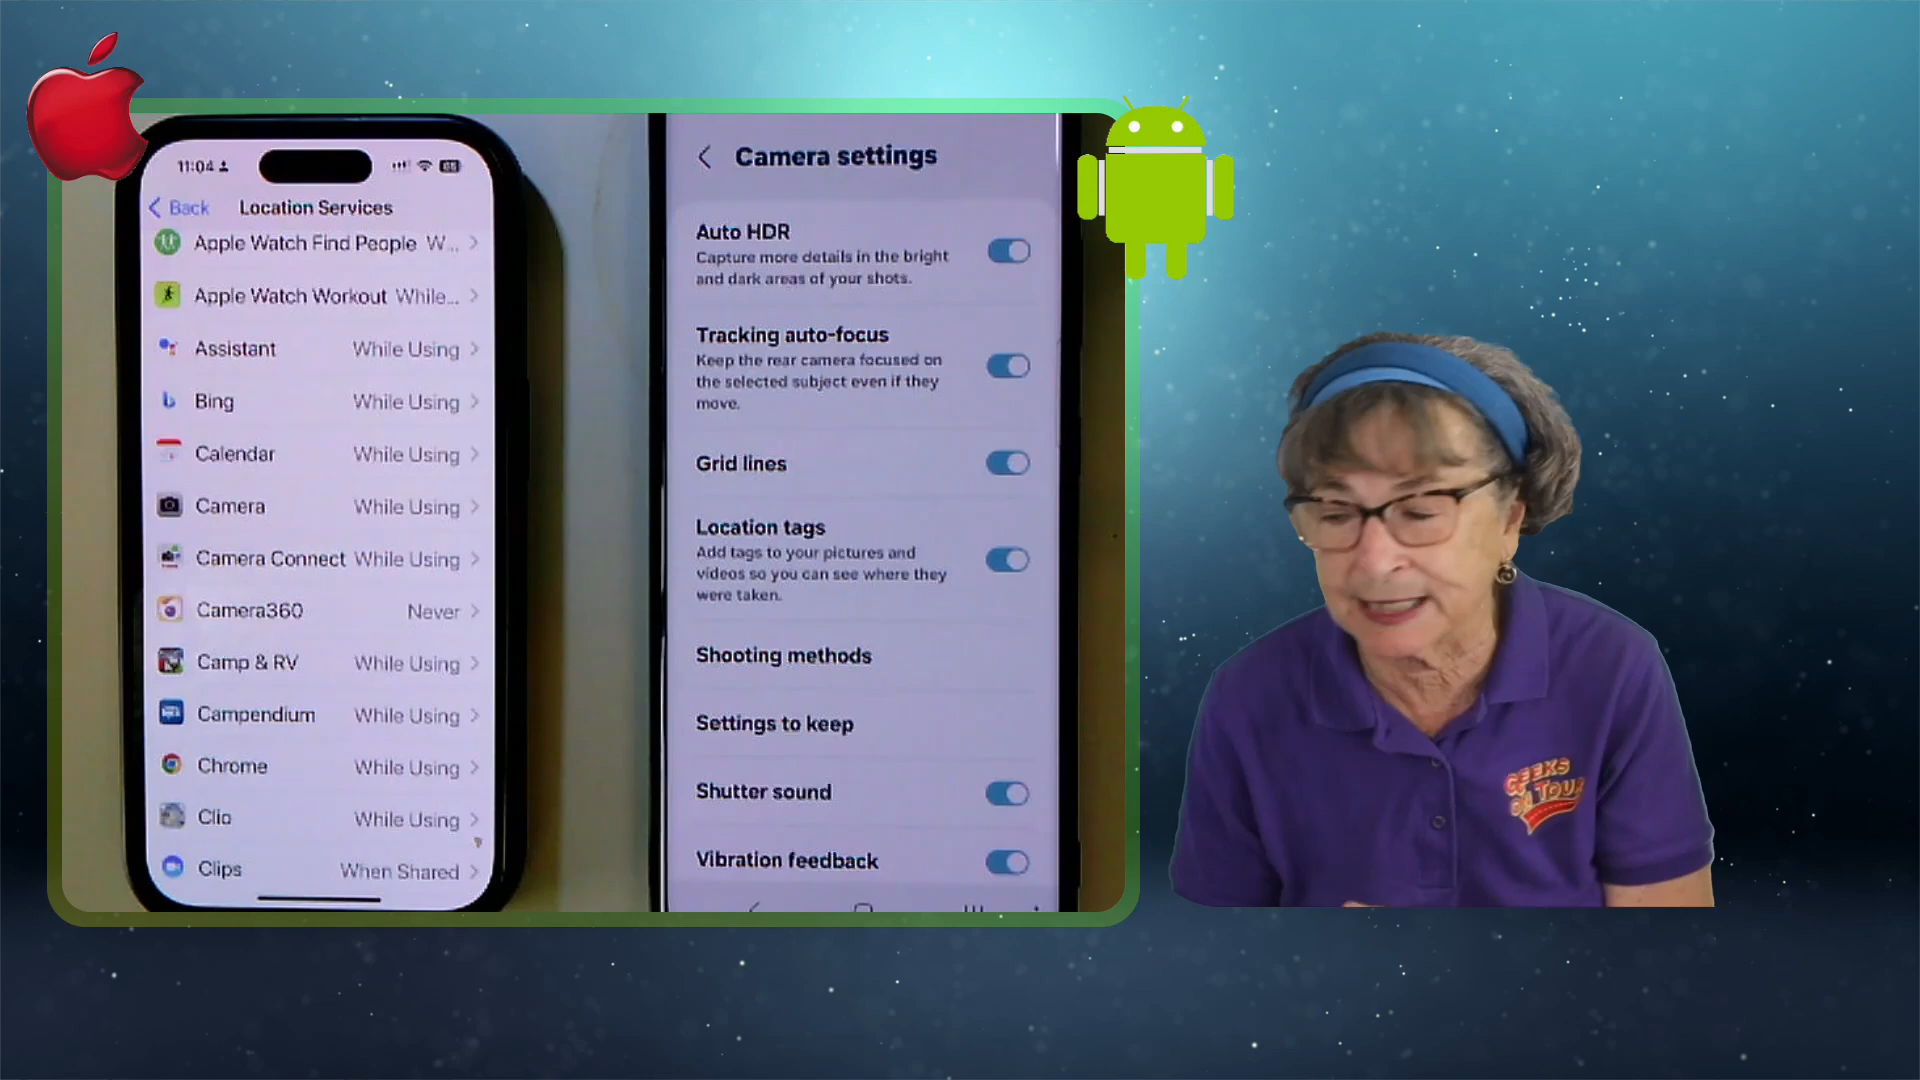 11:04
Back Location Services
Apple Watch Find People W...
Apple Watch Workout While...
Assistant While Using
Bing While Using
Calendar While Using
Camera While Using
Camera Connect While Using
Camera360 Never
Camp & RV While Using
Campendium While Using
Chrome While Using
Clio While Using
Clips When Shared
Camera settings
Auto HDR
Capture more details in the bright
and dark areas of your shots.
Tracking auto-focus
Keep the rear camera focused on
the selected subject even if they
move.
Grid lines
Location tags
Add tags to your pictures and
videos so you can see where they
were taken.
Shooting methods
Settings to keep
Shutter sound
Vibration feedback
GEEKS
ON TOUR